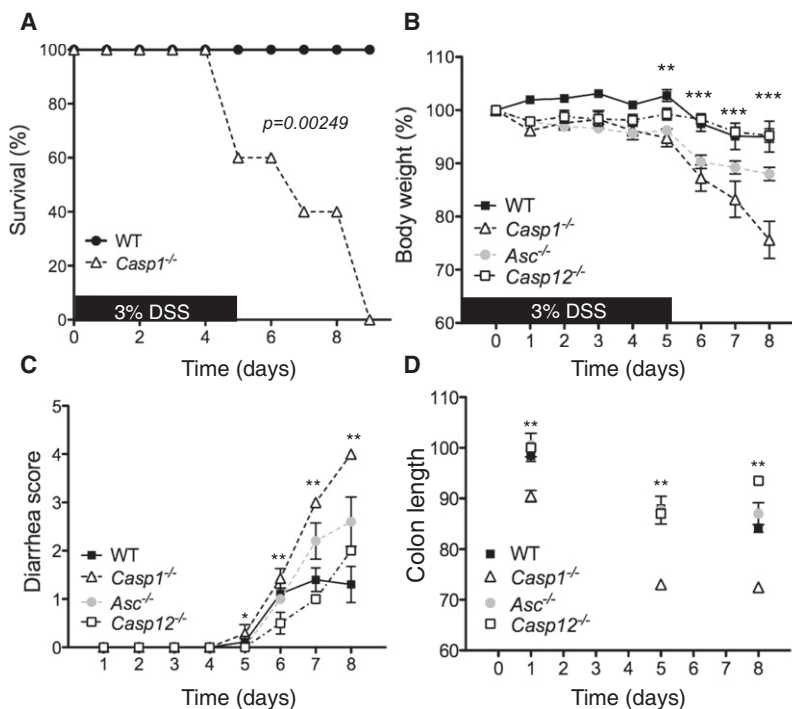 A
100
80
60
40
20
0
Survival (%)
p=0.00249
WT
Casp1-/-
3% DSS
0 2 4 6 8
Time (days)
B
** *** *** ***
110
100
90
80
70
60
Body weight (%)
WT
Casp1-/-
Asc-/-
Casp12-/-
3% DSS
0 1 2 3 4 5 6 7 8
Time (days)
C
5
4
3
2
1
0
Diarrhea score
* ** ** **
WT
Casp1-/-
Asc-/-
Casp12-/-
1 2 3 4 5 6 7 8
Time (days)
D
110
100
90
80
70
60
Colon length
** ** **
WT
Casp1-/-
Asc-/-
Casp12-/-
0 1 2 3 4 5 6 7 8
Time (days)